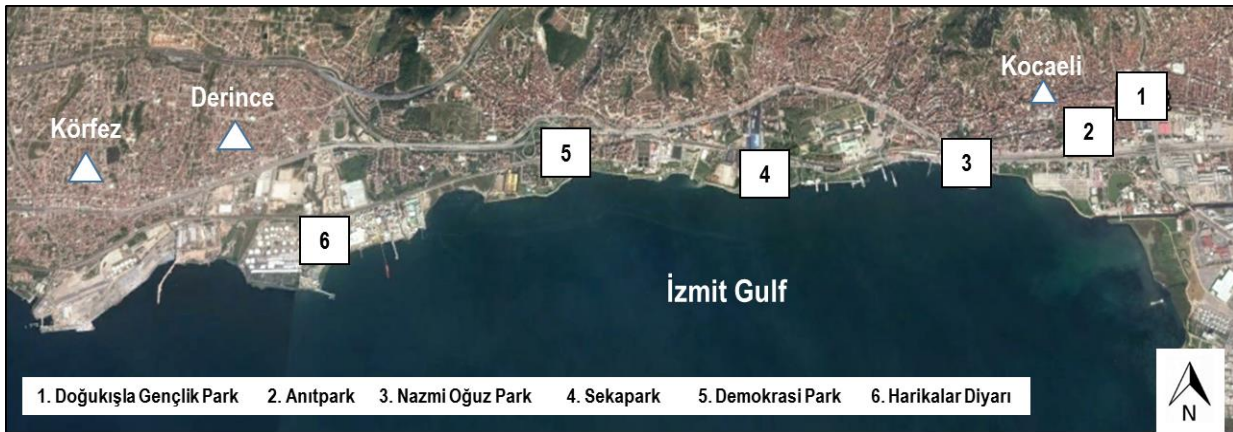 Kocaeli
1
Derince
2
Körfez
5
3
4
6
İzmit Gulf
1. Doğukışla Gençlik Park 2. Anıtpark 3. Nazmi Oğuz Park 4. Sekapark 5. Demokrasi Park 6. Harikalar Diyarı
N